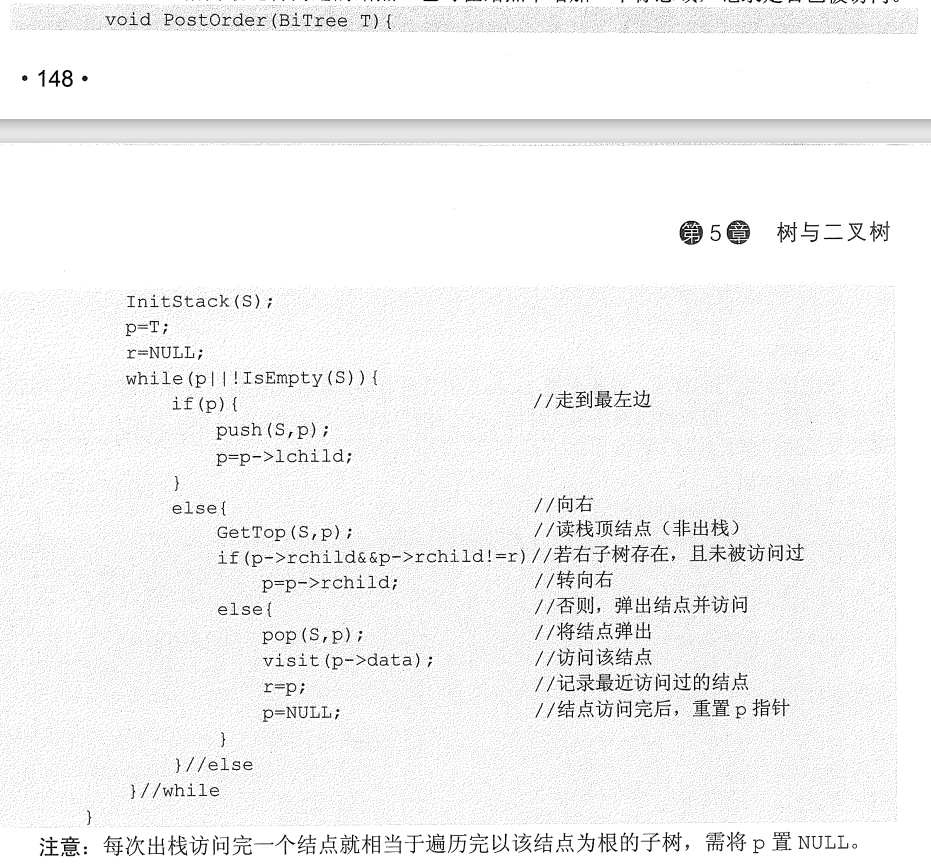 void PostOrder(BiTree T){
•148•
第5章 树与二叉树
InitStack(S);
p=T;
r=NULL;
while(p||!IsEmpty(S)){
if(p){ //走到最左边
push(S,p);
p=p->lchild;
}
else{ //向右
GetTop(S,p); //读栈顶结点（非出栈）
if(p->rchild&&p->rchild!=r)//若右子树存在，且未被访问过
p=p->rchild; //转向右
else{ //否则，弹出结点并访问
pop(S,p); //将结点弹出
visit(p->data); //访问该结点
r=p; //记录最近访问过的结点
p=NULL; //结点访问完后，重置p指针
}
}//else
}//while
}
注意：每次出栈访问完一个结点就相当于遍历完以该结点为根的子树，需将p置NULL。